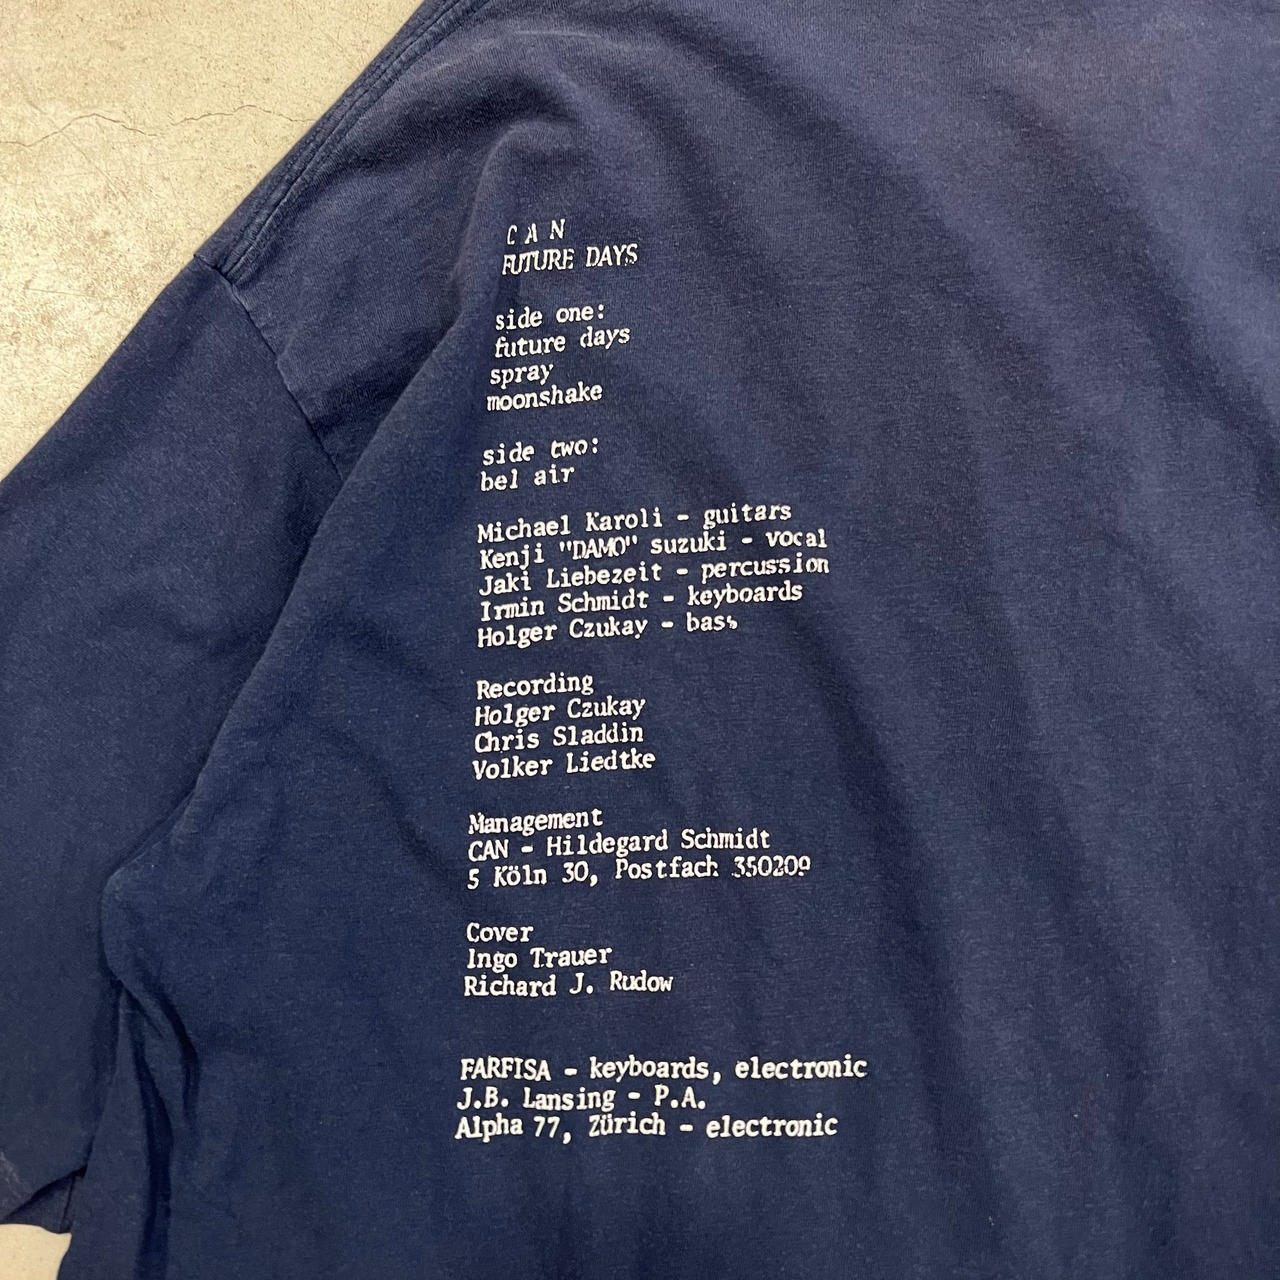 C A N
FUTURE DAYS
side one:
future days
spray
moonshake
side two:
bel air
Michael Karoli - guitars
Kenji "DAMO" suzuki - vocal
Jaki Liebezeit - percussion
Irmin Schmidt - keyboards
Holger Czukay - bass
Recording
Holger Czukay
Chris Sladdin
Volker Liedtke
Management
CAN - Hildegard Schmidt
5 Köln 30, Postfach 350209
Cover
Ingo Trauer
Richard J. Rudow
FARFISA - keyboards, electronic
J.B. Lansing - P.A.
Alpha 77, Zürich - electronic